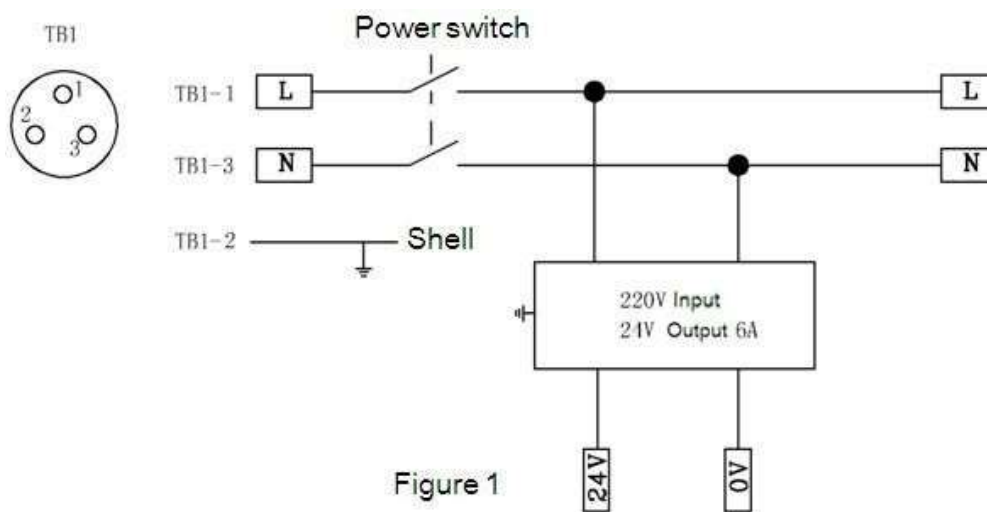 TB1
1
2
3
Power switch
TB1-1 L L
TB1-3 N N
TB1-2 Shell
220V Input
24V Output 6A
24V 0V
Figure 1